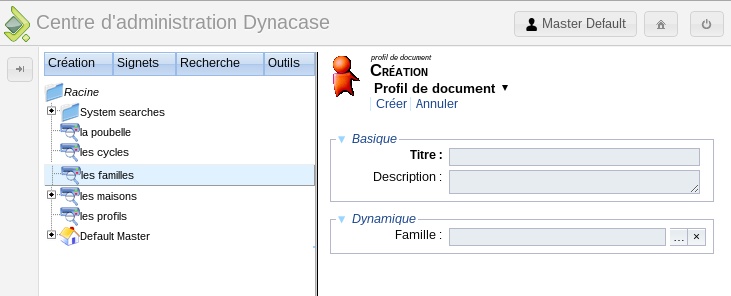 Centre d'administration Dynacase
Master Default
Création Signets Recherche Outils
Racine
System searches
la poubelle
les cycles
les familles
les maisons
les profils
Default Master
profil de document
CRÉATION
Profil de document ▼
Créer Annuler
Basique
Titre :
Description :
Dynamique
Famille : ... ×